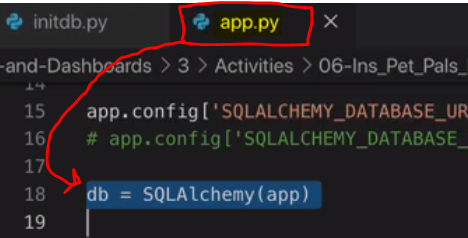 initdb.py app.py ×
-and-Dashboards > 3 > Activities > 06-Ins_Pet_Pals_
14
15 app.config['SQLALCHEMY_DATABASE_UR
16 # app.config['SQLALCHEMY_DATABASE_
17
18 db = SQLAlchemy(app)
19